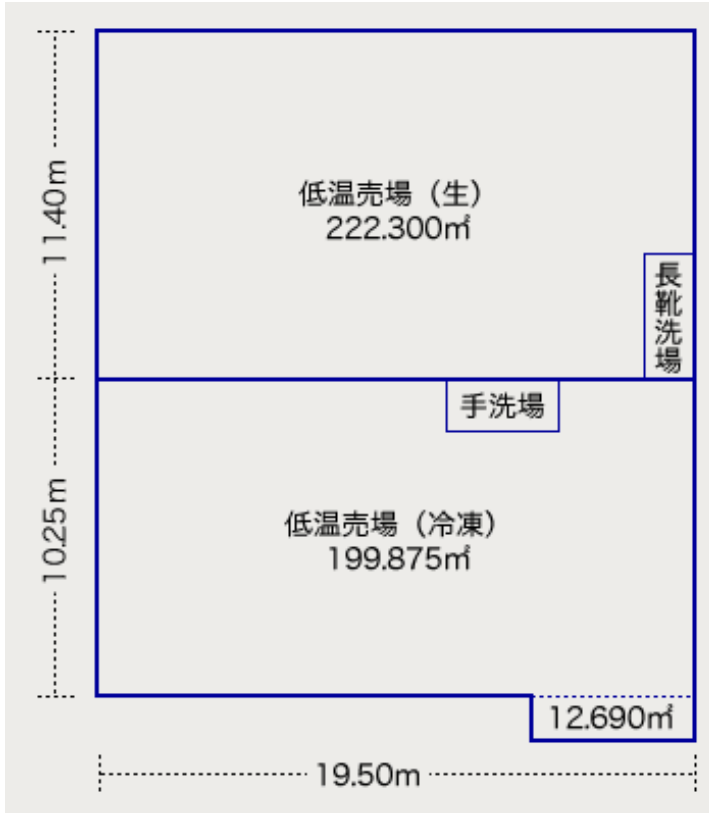 11.40m
低温売場（生）
222.300㎡
長靴洗場
手洗場
10.25m
低温売場（冷凍）
199.875㎡
12.690㎡
19.50m